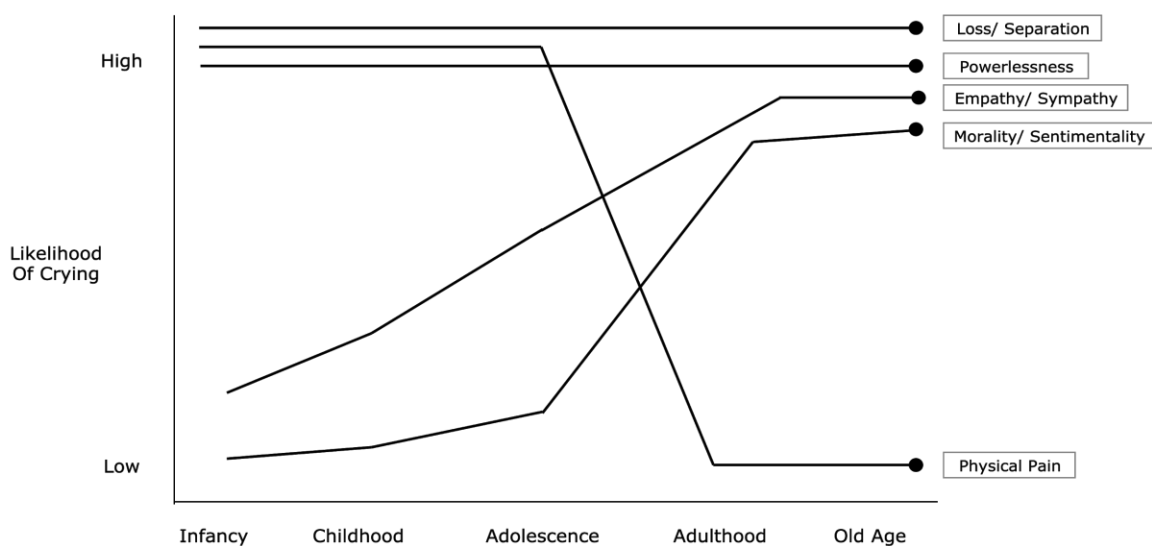 Loss/ Separation
High
Powerlessness
Empathy/ Sympathy
Morality/ Sentimentality
Likelihood
Of Crying
Low
Physical Pain
Infancy Childhood Adolescence Adulthood Old Age